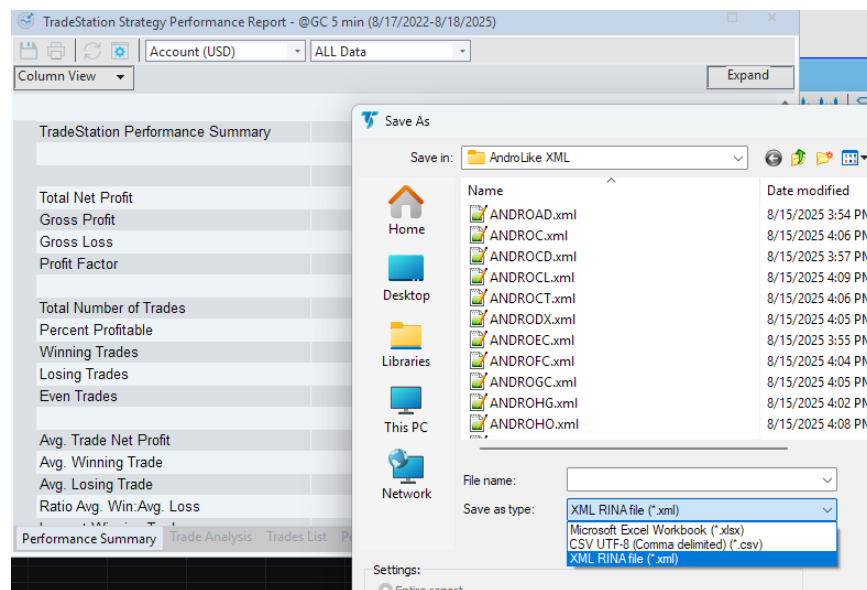 TradeStation Strategy Performance Report - @GC 5 min (8/17/2022-8/18/2025)
Account (USD)
ALL Data
Column View
Expand
TradeStation Performance Summary
Total Net Profit
Gross Profit
Gross Loss
Profit Factor
Total Number of Trades
Percent Profitable
Winning Trades
Losing Trades
Even Trades
Avg. Trade Net Profit
Avg. Winning Trade
Avg. Losing Trade
Ratio Avg. Win:Avg. Loss
Performance Summary
Trade Analysis
Trades List
Save As
Save in:
AndroLike XML
Home
Desktop
Libraries
This PC
Network
Name
Date modified
ANDROAD.xml
8/15/2025 3:54 PM
ANDROC.xml
8/15/2025 4:06 PM
ANDROCD.xml
8/15/2025 3:57 PM
ANDROCL.xml
8/15/2025 4:09 PM
ANDROCT.xml
8/15/2025 4:06 PM
ANDRODX.xml
8/15/2025 4:05 PM
ANDROEC.xml
8/15/2025 3:55 PM
ANDROFC.xml
8/15/2025 4:04 PM
ANDROGC.xml
8/15/2025 4:05 PM
ANDROHG.xml
8/15/2025 4:02 PM
ANDROHO.xml
8/15/2025 4:08 PM
File name:
Save as type:
XML RINA file (*.xml)
Microsoft Excel Workbook (*.xlsx)
CSV UTF-8 (Comma delimited) (*.csv)
XML RINA file (*.xml)
Settings:
Entire report